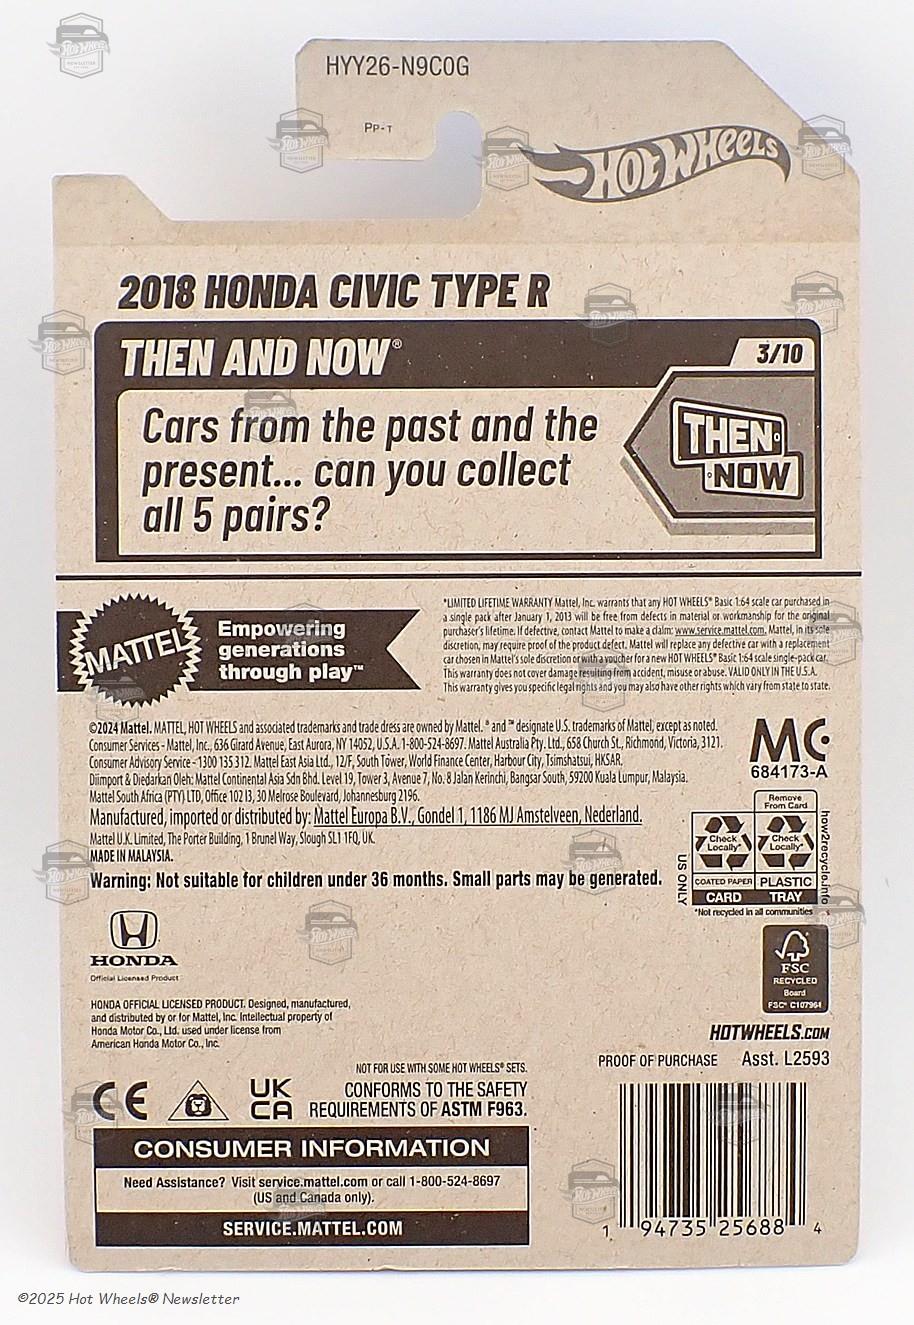 HYY26-N9C0G
PP-T
HOT WHEELS
2018 HONDA CIVIC TYPE R
THEN AND NOW®
3/10
Cars from the past and the
present... can you collect
all 5 pairs?
THEN
NOW
MATTEL
Empowering
generations
through play™
*LIMITED LIFETIME WARRANTY Mattel, Inc. warrants that any HOT WHEELS® Basic 1:64 scale car purchased in
a single pack after January 1, 2013 will be free from defects in material or workmanship for the original
purchaser's lifetime. If defective, contact Mattel to make a claim: www.service.mattel.com. Mattel, in its sole
discretion, may require proof of the product defect. Mattel will replace any defective car with a replacement
car chosen in Mattel's sole discretion or with a voucher for a new HOT WHEELS® Basic 1:64 scale single-pack car.
This warranty does not cover damage resulting from accident, misuse or abuse. VALID ONLY IN THE U.S.A.
This warranty gives you specific legal rights and you may also have other rights which vary from state to state.
©2024 Mattel. MATTEL, HOT WHEELS and associated trademarks and trade dress are owned by Mattel. ® and ™ designate U.S. trademarks of Mattel, except as noted.
Consumer Services - Mattel, Inc., 636 Girard Avenue, East Aurora, NY 14052, U.S.A. 1-800-524-8697. Mattel Australia Pty. Ltd., 658 Church St., Richmond, Victoria, 3121.
Consumer Advisory Service - 1300 135 312. Mattel East Asia Ltd., 12/F, South Tower, World Finance Center, Harbour City, Tsimshatsui, HKSAR.
Diimport & Diedarkan Oleh: Mattel Continental Asia Sdn Bhd. Level 19, Tower 3, Avenue 7, No. 8 Jalan Kerinchi, Bangsar South, 59200 Kuala Lumpur, Malaysia.
Mattel South Africa (PTY) LTD, Office 102 I3, 30 Melrose Boulevard, Johannesburg 2196.
Manufactured, imported or distributed by: Mattel Europa B.V., Gondel 1, 1186 MJ Amstelveen, Nederland.
Mattel U.K. Limited, The Porter Building, 1 Brunel Way, Slough SL1 1FQ, UK.
MADE IN MALAYSIA.
Warning: Not suitable for children under 36 months. Small parts may be generated.
MC
684173-A
Remove
From Card
Check
Locally*
Check
Locally*
COATED PAPER
PLASTIC
CARD
TRAY
US ONLY
how2recycle.info
*Not recycled in all communities
HONDA
Official Licensed Product
FSC
RECYCLED
Board
FSC® C107964
HONDA OFFICIAL LICENSED PRODUCT. Designed, manufactured,
and distributed by or for Mattel, Inc. Intellectual property of
Honda Motor Co., Ltd. used under license from
American Honda Motor Co., Inc.
HOTWHEELS.COM
PROOF OF PURCHASE Asst. L2593
NOT FOR USE WITH SOME HOT WHEELS® SETS.
CE
UK
CA
CONFORMS TO THE SAFETY
REQUIREMENTS OF ASTM F963.
CONSUMER INFORMATION
Need Assistance? Visit service.mattel.com or call 1-800-524-8697
(US and Canada only).
SERVICE.MATTEL.COM
1 94735 25688 4
©2025 Hot Wheels® Newsletter